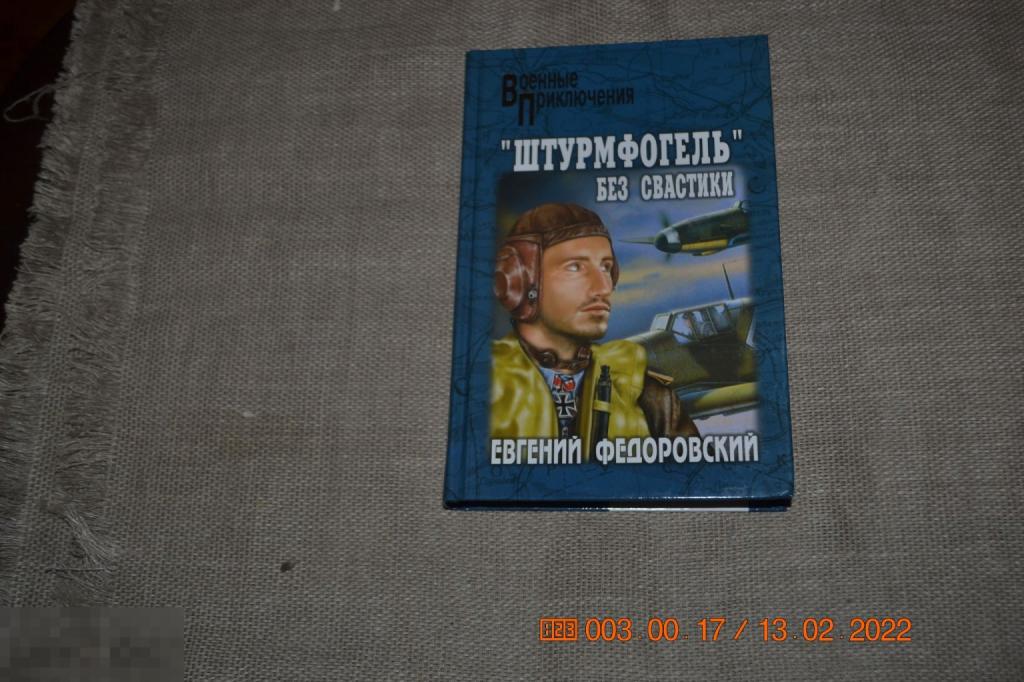 Военные
Приключения
"ШТУРМФОГЕЛЬ"
БЕЗ СВАСТИКИ
ЕВГЕНИЙ ФЕДОРОВСКИЙ
003.00.17 / 13.02.2022